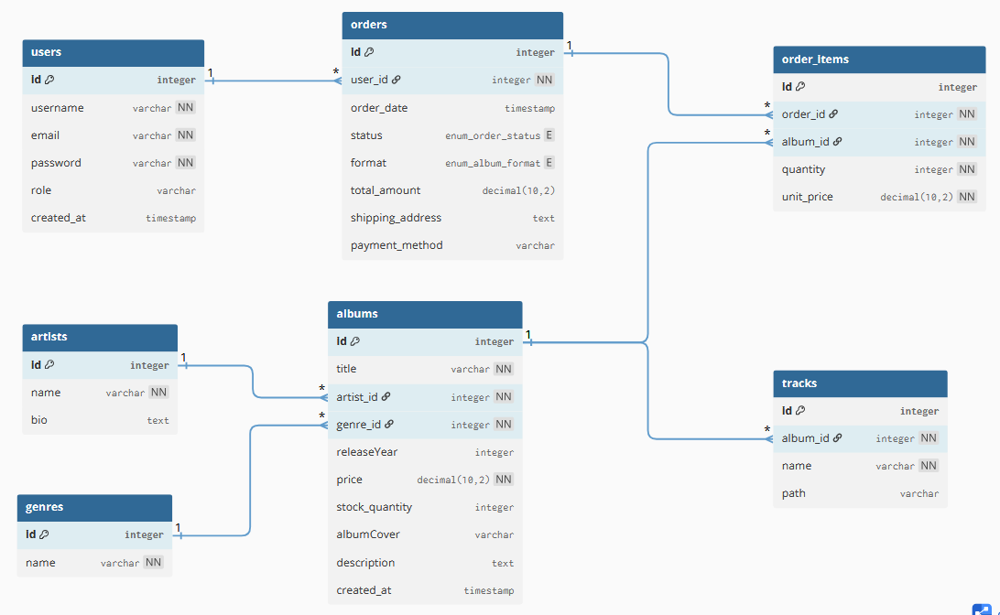 users
id integer
username varchar NN
email varchar NN
password varchar NN
role varchar
created_at timestamp
1
*
orders
id integer
user_id integer NN
order_date timestamp
status enum_order_status E
format enum_album_format E
total_amount decimal(10,2)
shipping_address text
payment_method varchar
1
*
*
order_items
id integer
order_id integer NN
album_id integer NN
quantity integer NN
unit_price decimal(10,2) NN
artists
id integer
name varchar NN
bio text
1
*
genres
id integer
name varchar NN
1
*
albums
id integer
title varchar NN
artist_id integer NN
genre_id integer NN
releaseYear integer
price decimal(10,2) NN
stock_quantity integer
albumCover varchar
description text
created_at timestamp
1
*
tracks
id integer
album_id integer NN
name varchar NN
path varchar